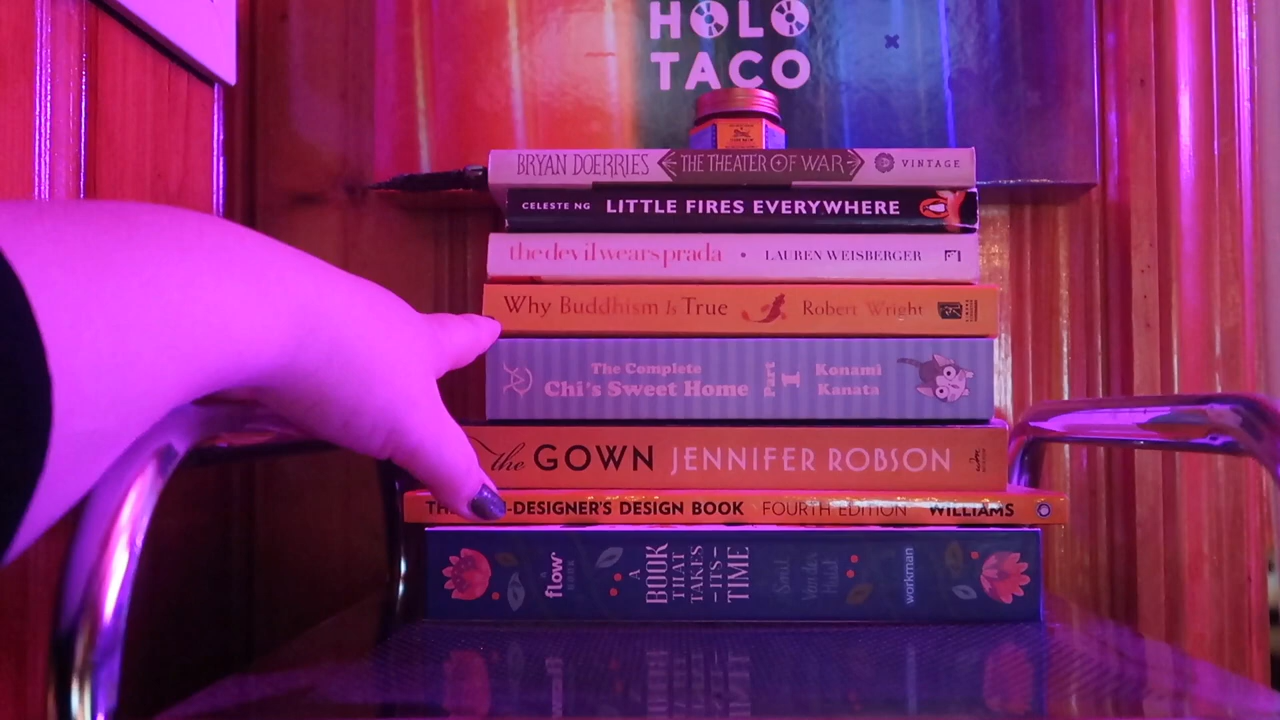 HOLO
TACO
BRYAN DOERRIES THE THEATER OF WAR VINTAGE
CELESTE NG LITTLE FIRES EVERYWHERE
the devil wears prada • LAUREN WEISBERGER
Why Buddhism Is True Robert Wright
The Complete
Chi's Sweet Home
Part
1
Konami
Kanata
the GOWN JENNIFER ROBSON
-DESIGNER'S DESIGN BOOK FOURTH EDITION WILLIAMS
flow
A
BOOK
THAT
TAKES
-ITS-
TIME
workman